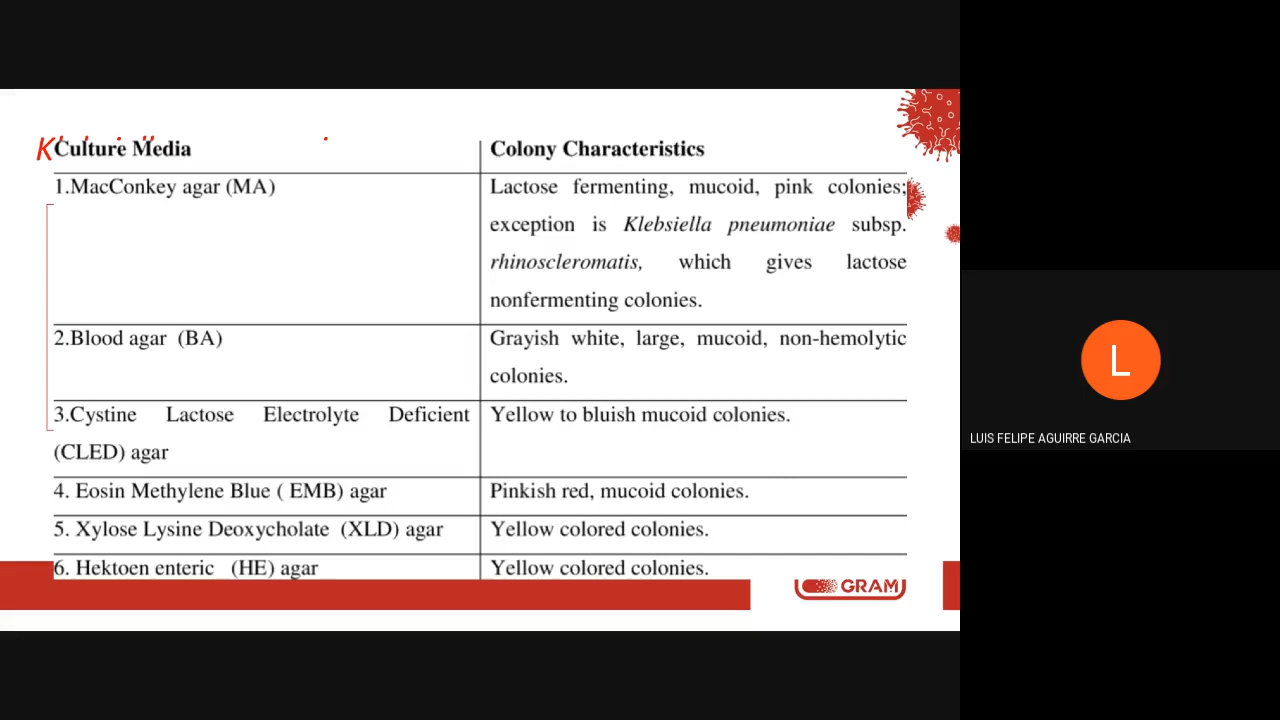 Culture Media Colony Characteristics
1.MacConkey agar (MA) Lactose fermenting, mucoid, pink colonies;
exception is Klebsiella pneumoniae subsp.
rhinoscleromatis, which gives lactose
nonfermenting colonies.
2.Blood agar (BA) Grayish white, large, mucoid, non-hemolytic
colonies.
3.Cystine Lactose Electrolyte Deficient Yellow to bluish mucoid colonies.
(CLED) agar
4. Eosin Methylene Blue ( EMB) agar Pinkish red, mucoid colonies.
5. Xylose Lysine Deoxycholate (XLD) agar Yellow colored colonies.
6. Hektoen enteric (HE) agar Yellow colored colonies.
GRAM
L
LUIS FELIPE AGUIRRE GARCIA